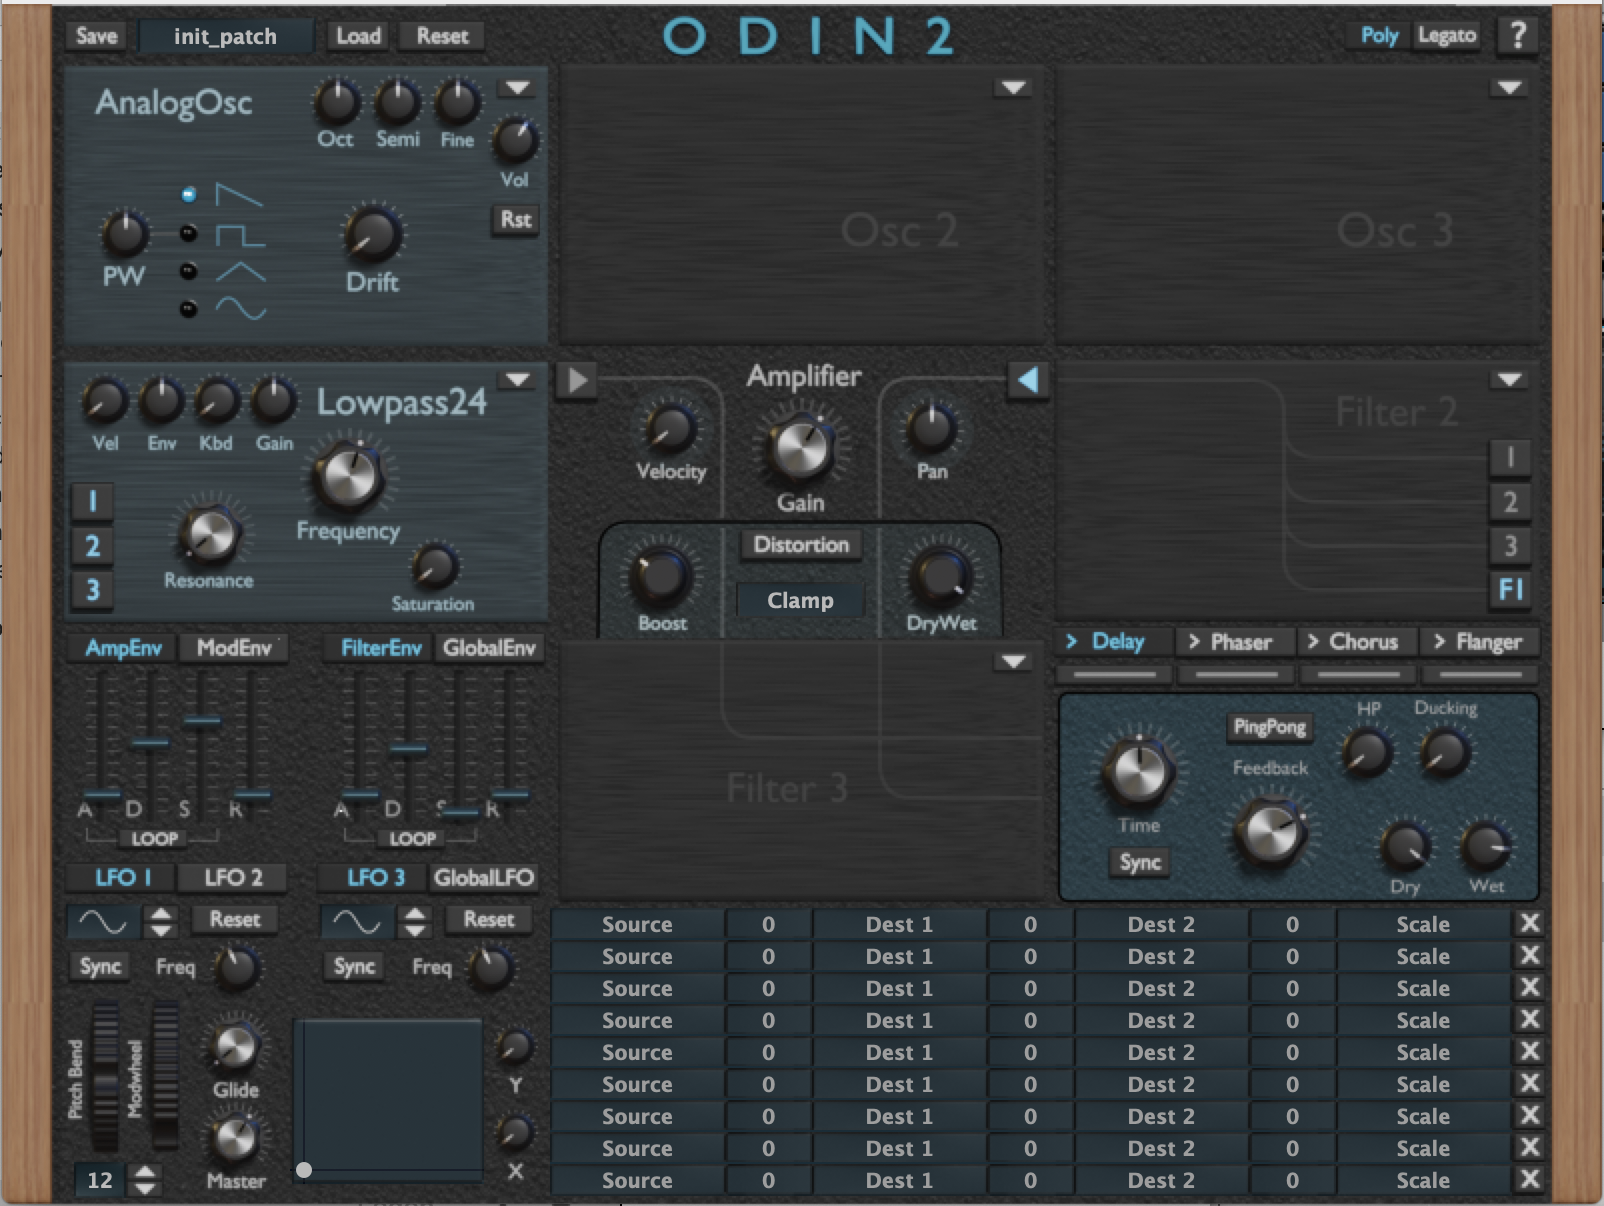 Save init_patch Load Reset ODIN 2 Poly Legato ?
AnalogOsc
Oct Semi Fine
Vol
Rst
PW
Drift
Osc 2
Osc 3
Vel Env Kbd Gain
Lowpass24
1
2
3
Resonance
Frequency
Saturation
Amplifier
Velocity
Gain
Pan
Distortion
Clamp
Boost
DryWet
Filter 2
1
2
3
F1
AmpEnv ModEnv FilterEnv GlobalEnv
A D S R
LOOP
A D S R
LOOP
Filter 3
> Delay > Phaser > Chorus > Flanger
PingPong
HP Ducking
Feedback
Time
Sync
Dry Wet
LFO 1 LFO 2 LFO 3 GlobalLFO
Reset
Reset
Sync Freq
Sync Freq
Pitch Bend
Modwheel
Glide
Master
12
Y
X
Source 0 Dest 1 0 Dest 2 0 Scale X
Source 0 Dest 1 0 Dest 2 0 Scale X
Source 0 Dest 1 0 Dest 2 0 Scale X
Source 0 Dest 1 0 Dest 2 0 Scale X
Source 0 Dest 1 0 Dest 2 0 Scale X
Source 0 Dest 1 0 Dest 2 0 Scale X
Source 0 Dest 1 0 Dest 2 0 Scale X
Source 0 Dest 1 0 Dest 2 0 Scale X
Source 0 Dest 1 0 Dest 2 0 Scale X